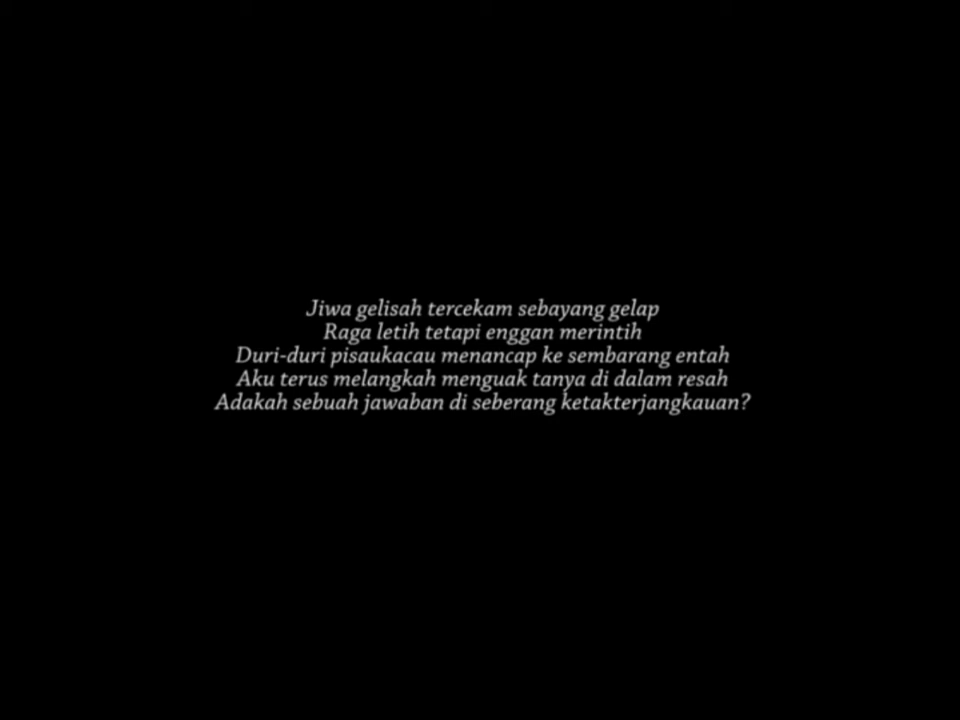 Jiwa gelisah tercekam sebayang gelap
Raga letih tetapi enggan merintih
Duri-duri pisaukacau menancap ke sembarang entah
Aku terus melangkah menguak tanya di dalam resah
Adakah sebuah jawaban di seberang ketakterjangkauan?